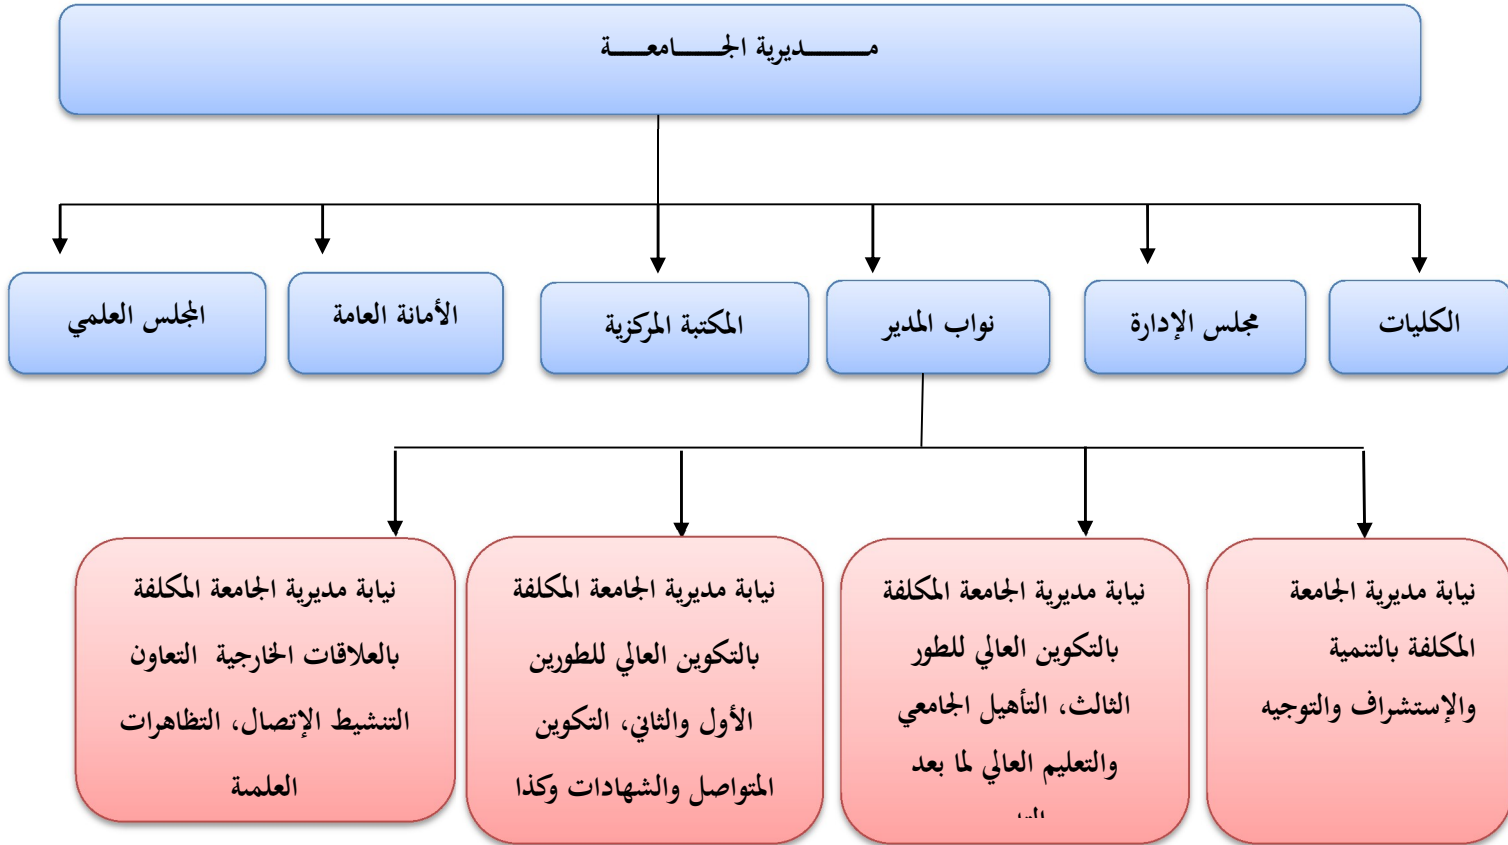 مـــــــــديرية الجــــــــامعــــــــة
الكليات
مجلس الإدارة
نواب المدير
المكتبة المركزية
الأمانة العامة
المجلس العلمي
نيابة مديرية الجامعة
المكلفة بالتنمية
والإستشراف والتوجيه
نيابة مديرية الجامعة المكلفة
بالتكوين العالي للطور
الثالث، التأهيل الجامعي
والتعليم العالي لما بعد
نيابة مديرية الجامعة المكلفة
بالتكوين العالي للطورين
الأول والثاني، التكوين
المتواصل والشهادات وكذا
نيابة مديرية الجامعة المكلفة
بالعلاقات الخارجية التعاون
التنشيط الإتصال، التظاهرات
العلمية